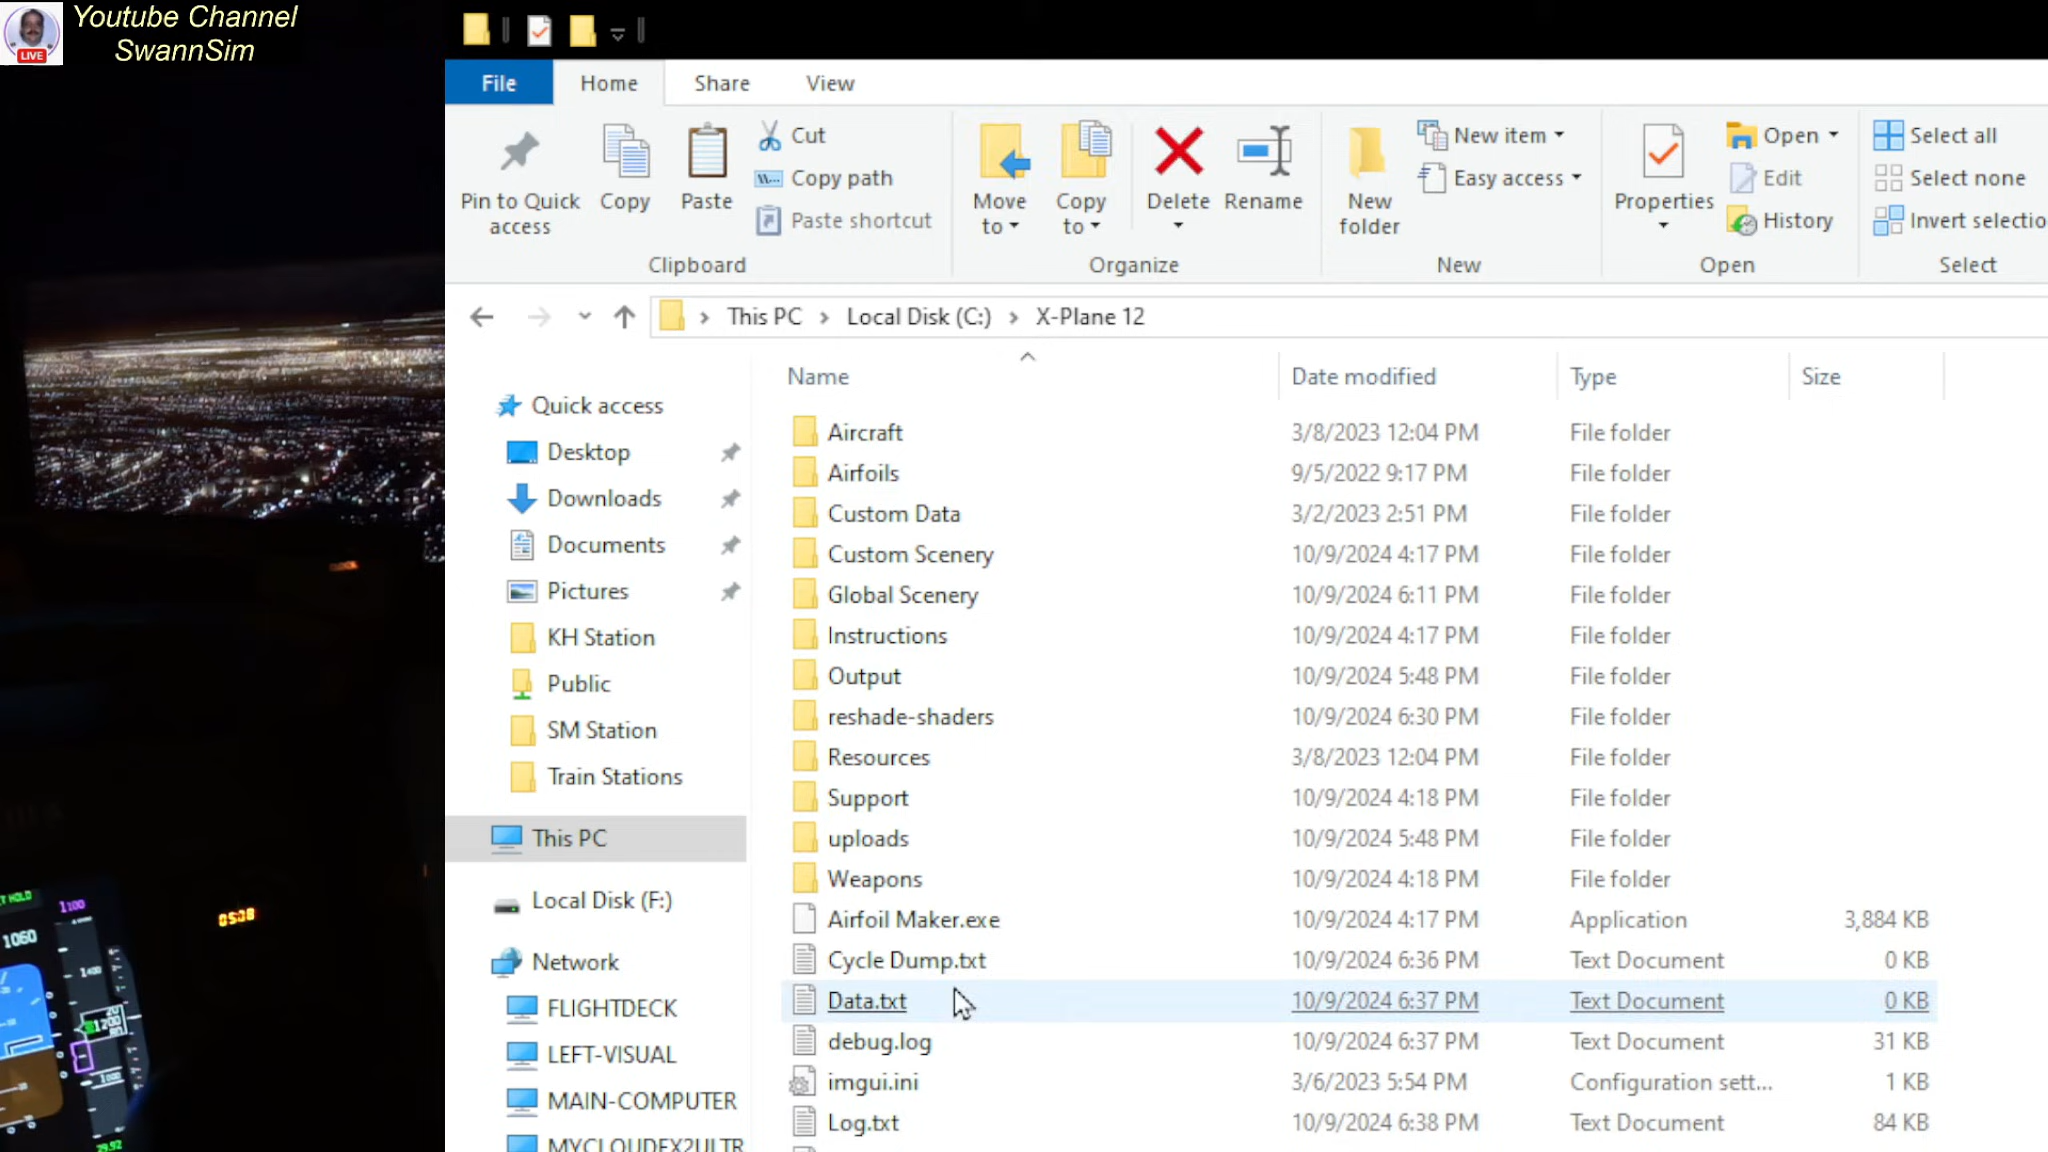 Youtube Channel
SwannSim
LIVE
File
Home
Share
View
Pin to Quick
access
Copy
Paste
Cut
Copy path
Paste shortcut
Clipboard
Move
to
Copy
to
Delete
Rename
Organize
New
folder
New item
Easy access
New
Properties
Open
Edit
History
Open
Select all
Select none
Invert selectio
Select
This PC > Local Disk (C:) > X-Plane 12
Name Date modified Type Size
Quick access
Desktop
Downloads
Documents
Pictures
KH Station
Public
SM Station
Train Stations
This PC
Local Disk (F:)
Network
FLIGHTDECK
LEFT-VISUAL
MAIN-COMPUTER
MYCLOUDEX2ULTR
Aircraft 3/8/2023 12:04 PM File folder
Airfoils 9/5/2022 9:17 PM File folder
Custom Data 3/2/2023 2:51 PM File folder
Custom Scenery 10/9/2024 4:17 PM File folder
Global Scenery 10/9/2024 6:11 PM File folder
Instructions 10/9/2024 4:17 PM File folder
Output 10/9/2024 5:48 PM File folder
reshade-shaders 10/9/2024 6:30 PM File folder
Resources 3/8/2023 12:04 PM File folder
Support 10/9/2024 4:18 PM File folder
uploads 10/9/2024 5:48 PM File folder
Weapons 10/9/2024 4:18 PM File folder
Airfoil Maker.exe 10/9/2024 4:17 PM Application 3,884 KB
Cycle Dump.txt 10/9/2024 6:36 PM Text Document 0 KB
Data.txt 10/9/2024 6:37 PM Text Document 0 KB
debug.log 10/9/2024 6:37 PM Text Document 31 KB
imgui.ini 3/6/2023 5:54 PM Configuration sett... 1 KB
Log.txt 10/9/2024 6:38 PM Text Document 84 KB
CLOCK
05:08
T HOLD
1100
1060
1400
1200
1000
29.92